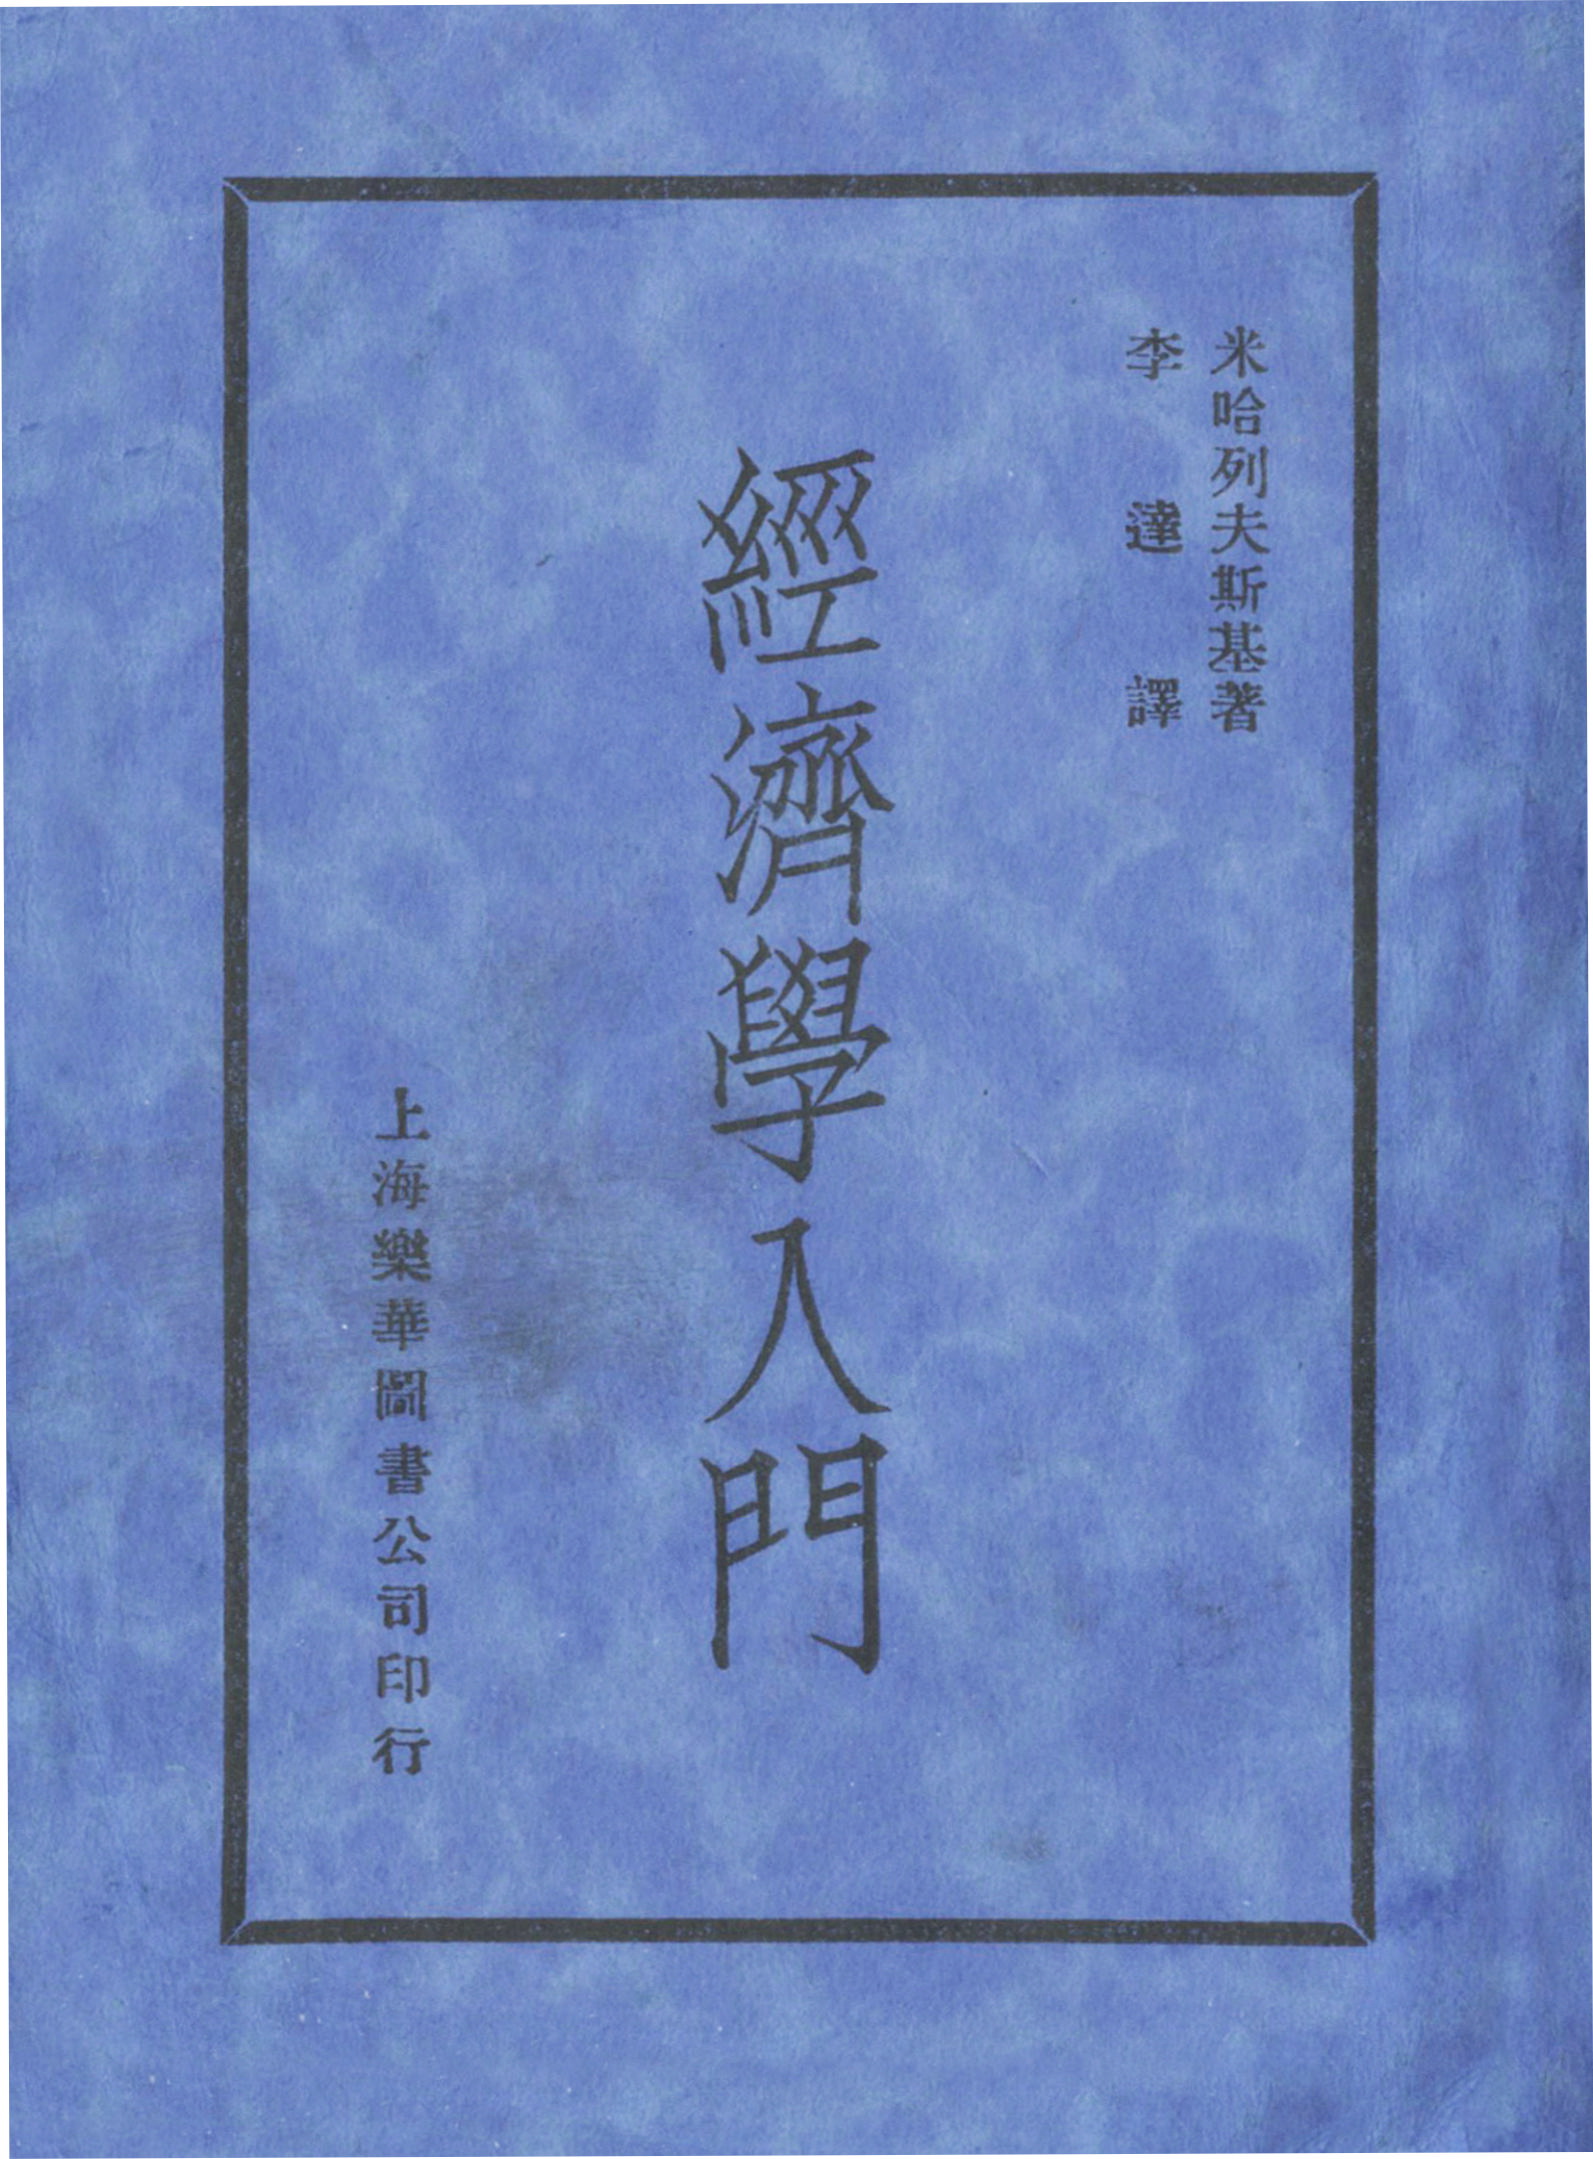 米哈列夫斯基著
李達譯
經濟學入門
上海樂華圖書公司印行